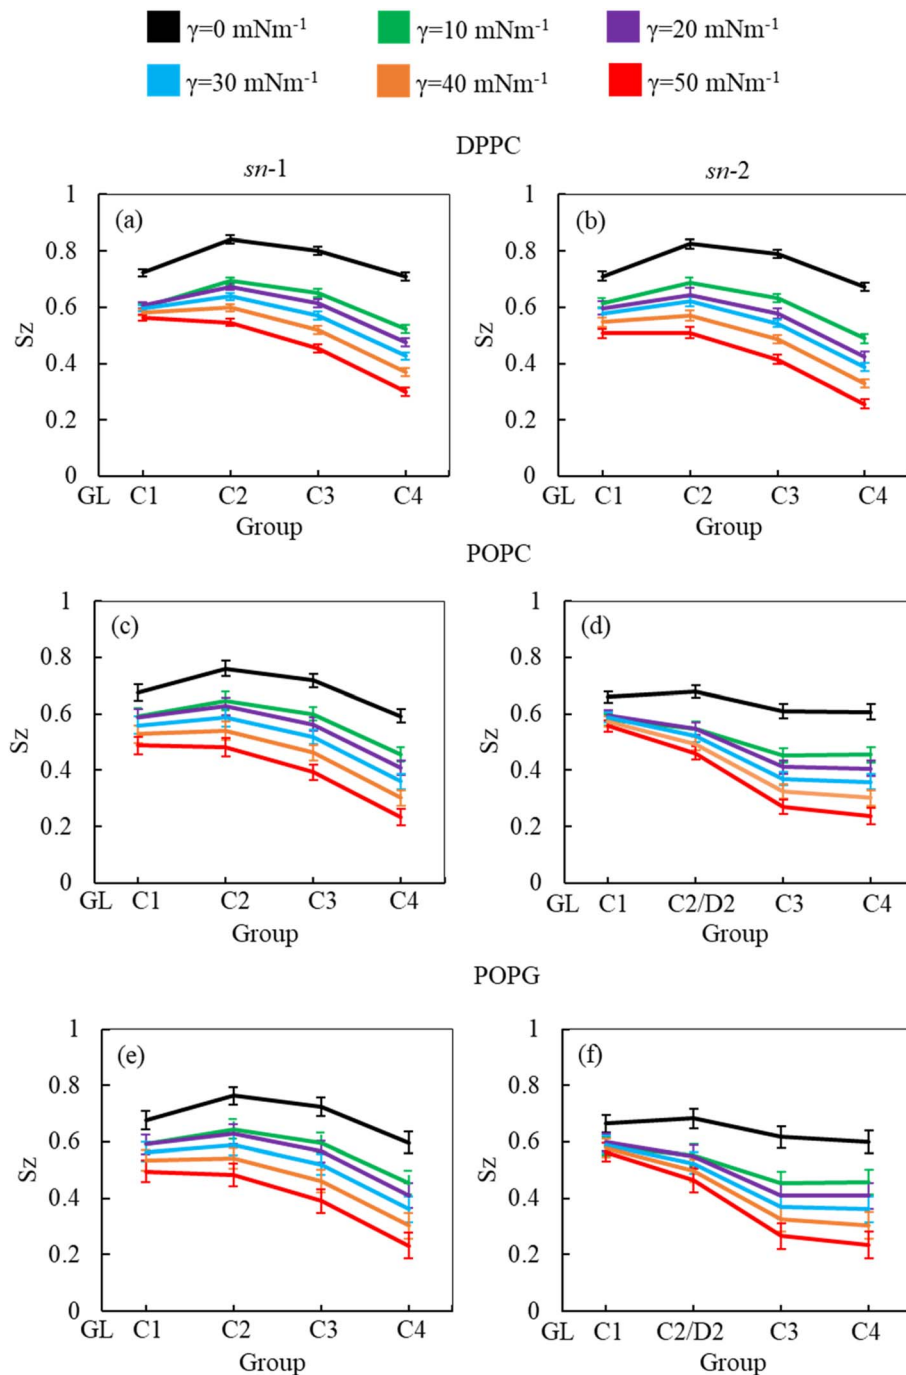 γ=0 mNm⁻¹ γ=10 mNm⁻¹ γ=20 mNm⁻¹
γ=30 mNm⁻¹ γ=40 mNm⁻¹ γ=50 mNm⁻¹
DPPC
sn-1 sn-2
(a)
1
0.8
0.6
0.4
0.2
0
Sz
GL C1 C2 C3 C4
Group
(b)
1
0.8
0.6
0.4
0.2
0
Sz
GL C1 C2 C3 C4
Group
POPC
(c)
1
0.8
0.6
0.4
0.2
0
Sz
GL C1 C2 C3 C4
Group
(d)
1
0.8
0.6
0.4
0.2
0
Sz
GL C1 C2/D2 C3 C4
Group
POPG
(e)
1
0.8
0.6
0.4
0.2
0
Sz
GL C1 C2 C3 C4
Group
(f)
1
0.8
0.6
0.4
0.2
0
Sz
GL C1 C2/D2 C3 C4
Group